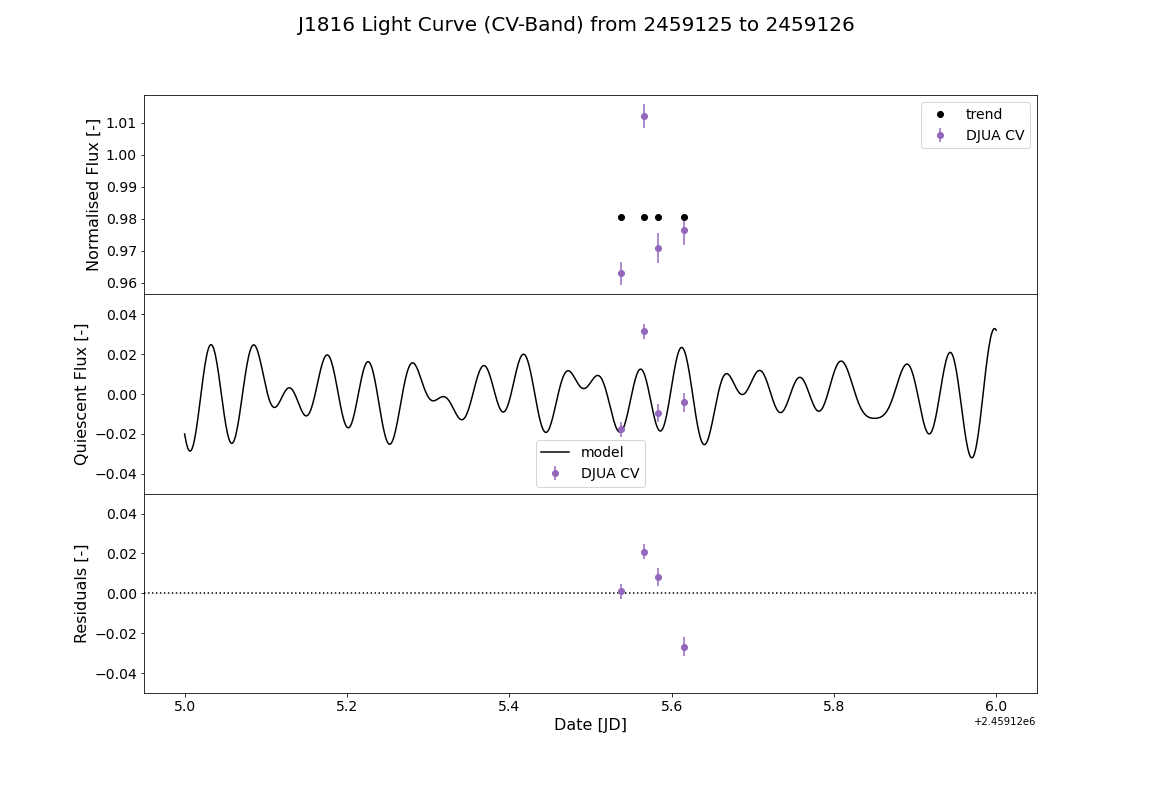 J1816 Light Curve (CV-Band) from 2459125 to 2459126
Normalised Flux [-]
1.01
1.00
0.99
0.98
0.97
0.96
trend
DJUA CV
Quiescent Flux [-]
0.04
0.02
0.00
−0.02
−0.04
model
DJUA CV
Residuals [-]
0.04
0.02
0.00
−0.02
−0.04
5.0 5.2 5.4 5.6 5.8 6.0
+2.45912e6
Date [JD]